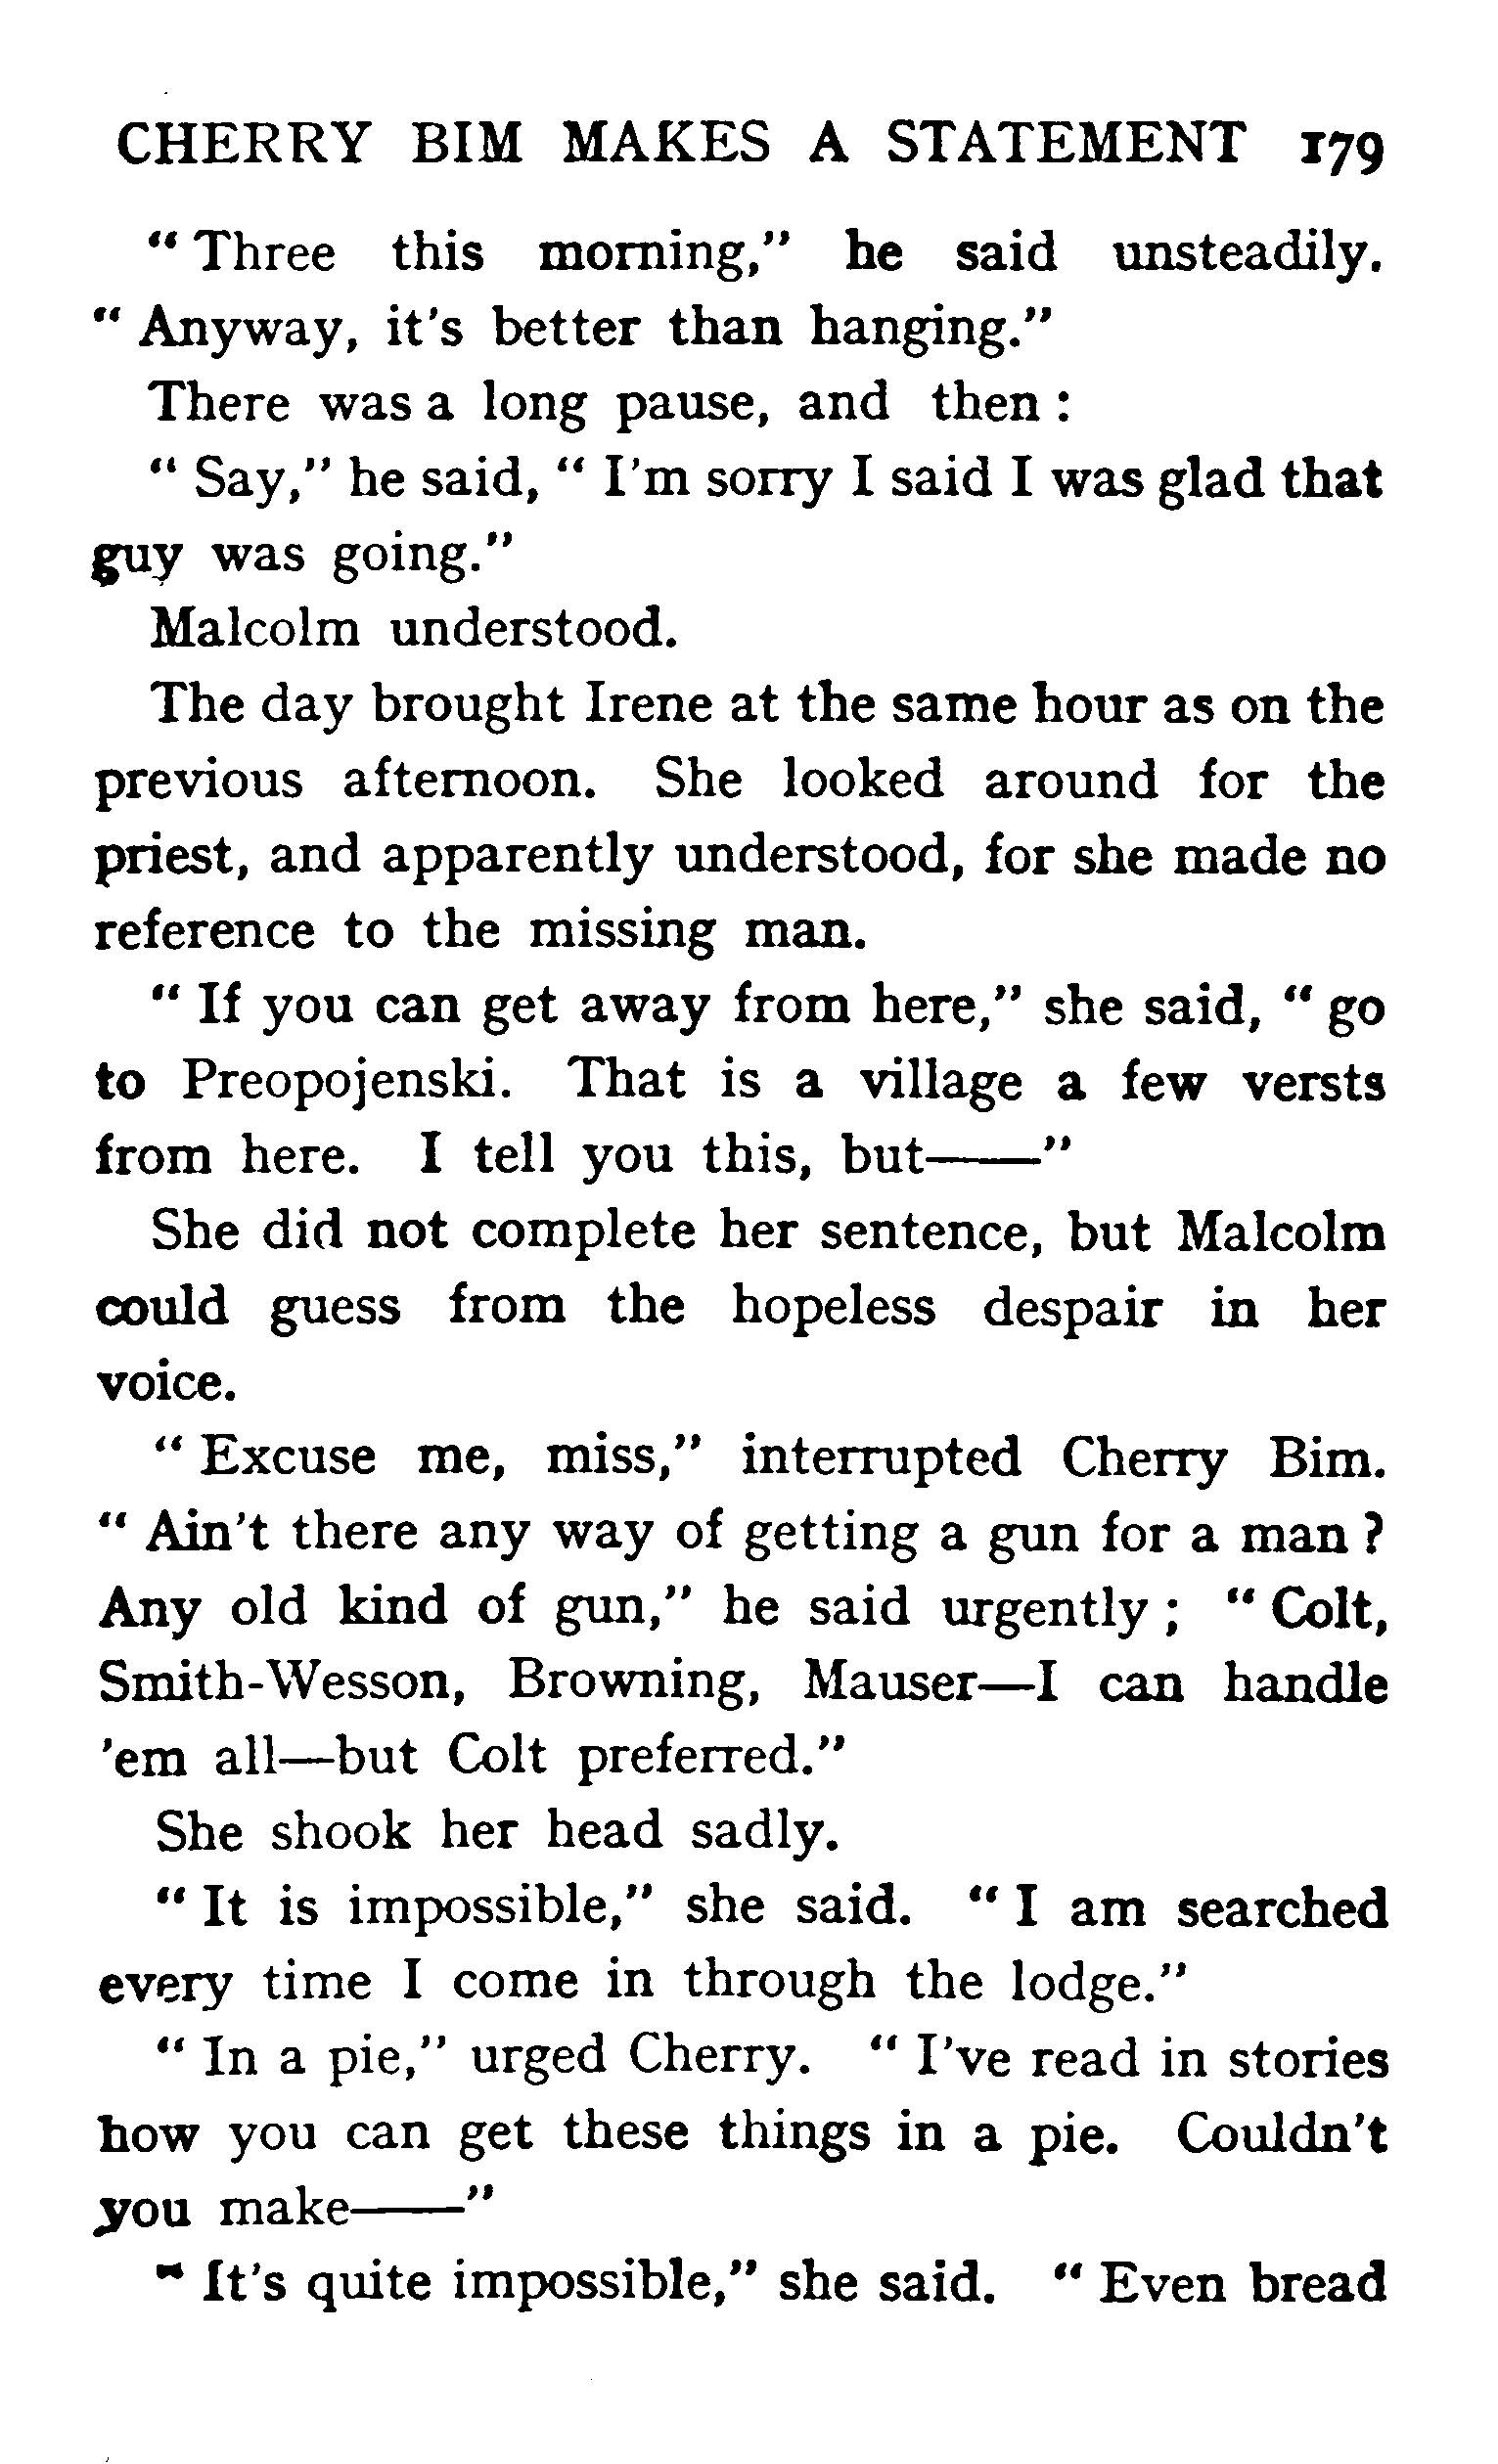 CHERRY BIM MAKES A STATEMENT 179
" Three this morning," he said unsteadily.
" Anyway, it's better than hanging."
There was a long pause, and then :
" Say," he said, " I'm sorry I said I was glad that
guy was going."
Malcolm understood.
The day brought Irene at the same hour as on the
previous afternoon. She looked around for the
priest, and apparently understood, for she made no
reference to the missing man.
" If you can get away from here," she said, " go
to Preopojenski. That is a village a few versts
from here. I tell you this, but——"
She did not complete her sentence, but Malcolm
could guess from the hopeless despair in her
voice.
" Excuse me, miss," interrupted Cherry Bim.
" Ain't there any way of getting a gun for a man ?
Any old kind of gun," he said urgently ; " Colt,
Smith-Wesson, Browning, Mauser—I can handle
'em all—but Colt preferred."
She shook her head sadly.
" It is impossible," she said. " I am searched
every time I come in through the lodge."
" In a pie," urged Cherry. " I've read in stories
how you can get these things in a pie. Couldn't
you make——"
" It's quite impossible," she said. " Even bread